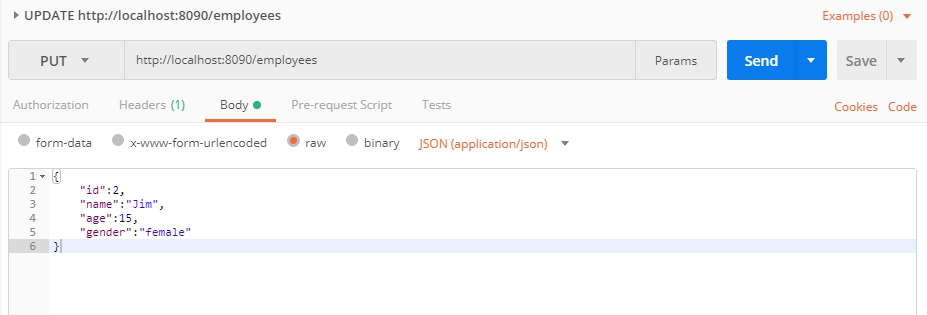 UPDATE http://localhost:8090/employees Examples (0)
PUT http://localhost:8090/employees Params Send Save
Authorization Headers (1) Body Pre-request Script Tests Cookies Code
form-data x-www-form-urlencoded raw binary JSON (application/json)
1 {
2 "id":2,
3 "name":"Jim",
4 "age":15,
5 "gender":"female"
6 }